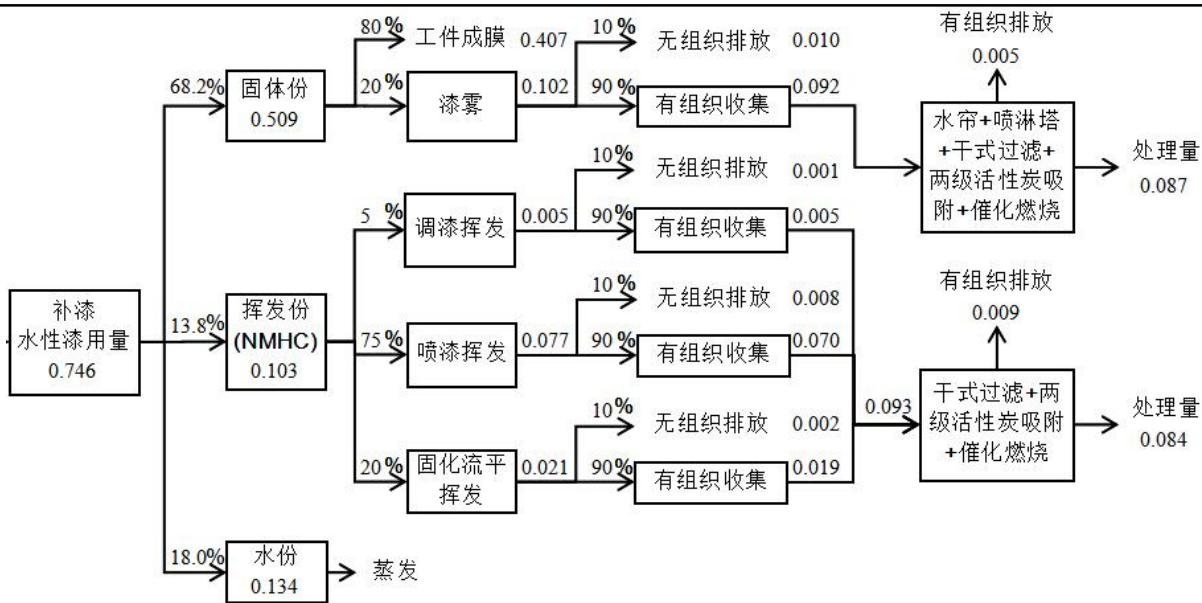 80%
工件成膜 0.407
10%
无组织排放 0.010
有组织排放
0.005
68.2%
固体份
0.509
20%
漆雾
0.102
90%
有组织收集
0.092
水帘+喷淋塔
+干式过滤+
两级活性炭吸
附+催化燃烧
处理量
0.087
10%
无组织排放 0.001
5 %
调漆挥发
0.005
90%
有组织收集
0.005
补漆
水性漆用量
0.746
13.8%
挥发份
(NMHC)
0.103
10%
无组织排放 0.008
75%
喷漆挥发
0.077
90%
有组织收集
0.070
有组织排放
0.009
0.093
干式过滤+两
级活性炭吸附
+催化燃烧
处理量
0.084
10%
无组织排放 0.002
20%
固化流平
挥发
0.021
90%
有组织收集
0.019
18.0%
水份
0.134
蒸发